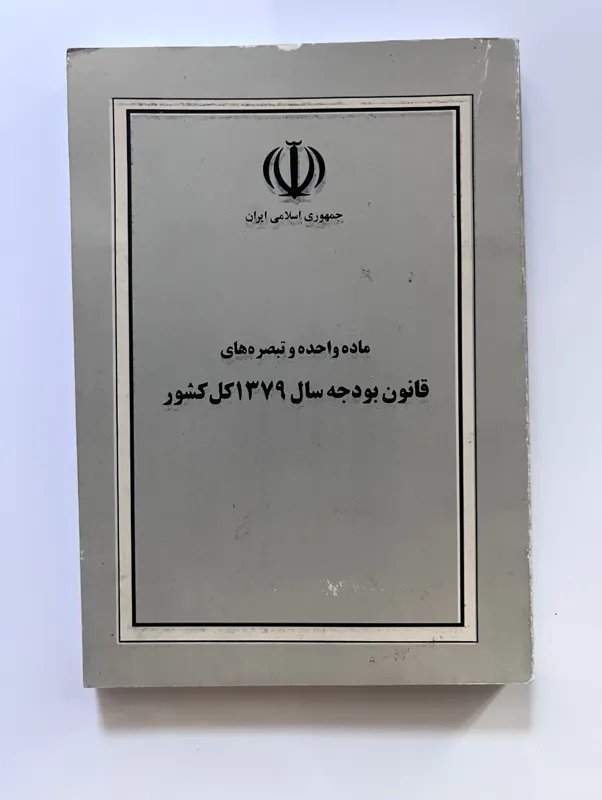 جمهوری اسلامی ایران
ماده واحده و تبصره‌های
قانون بودجه سال ۱۳۷۹ کل کشور